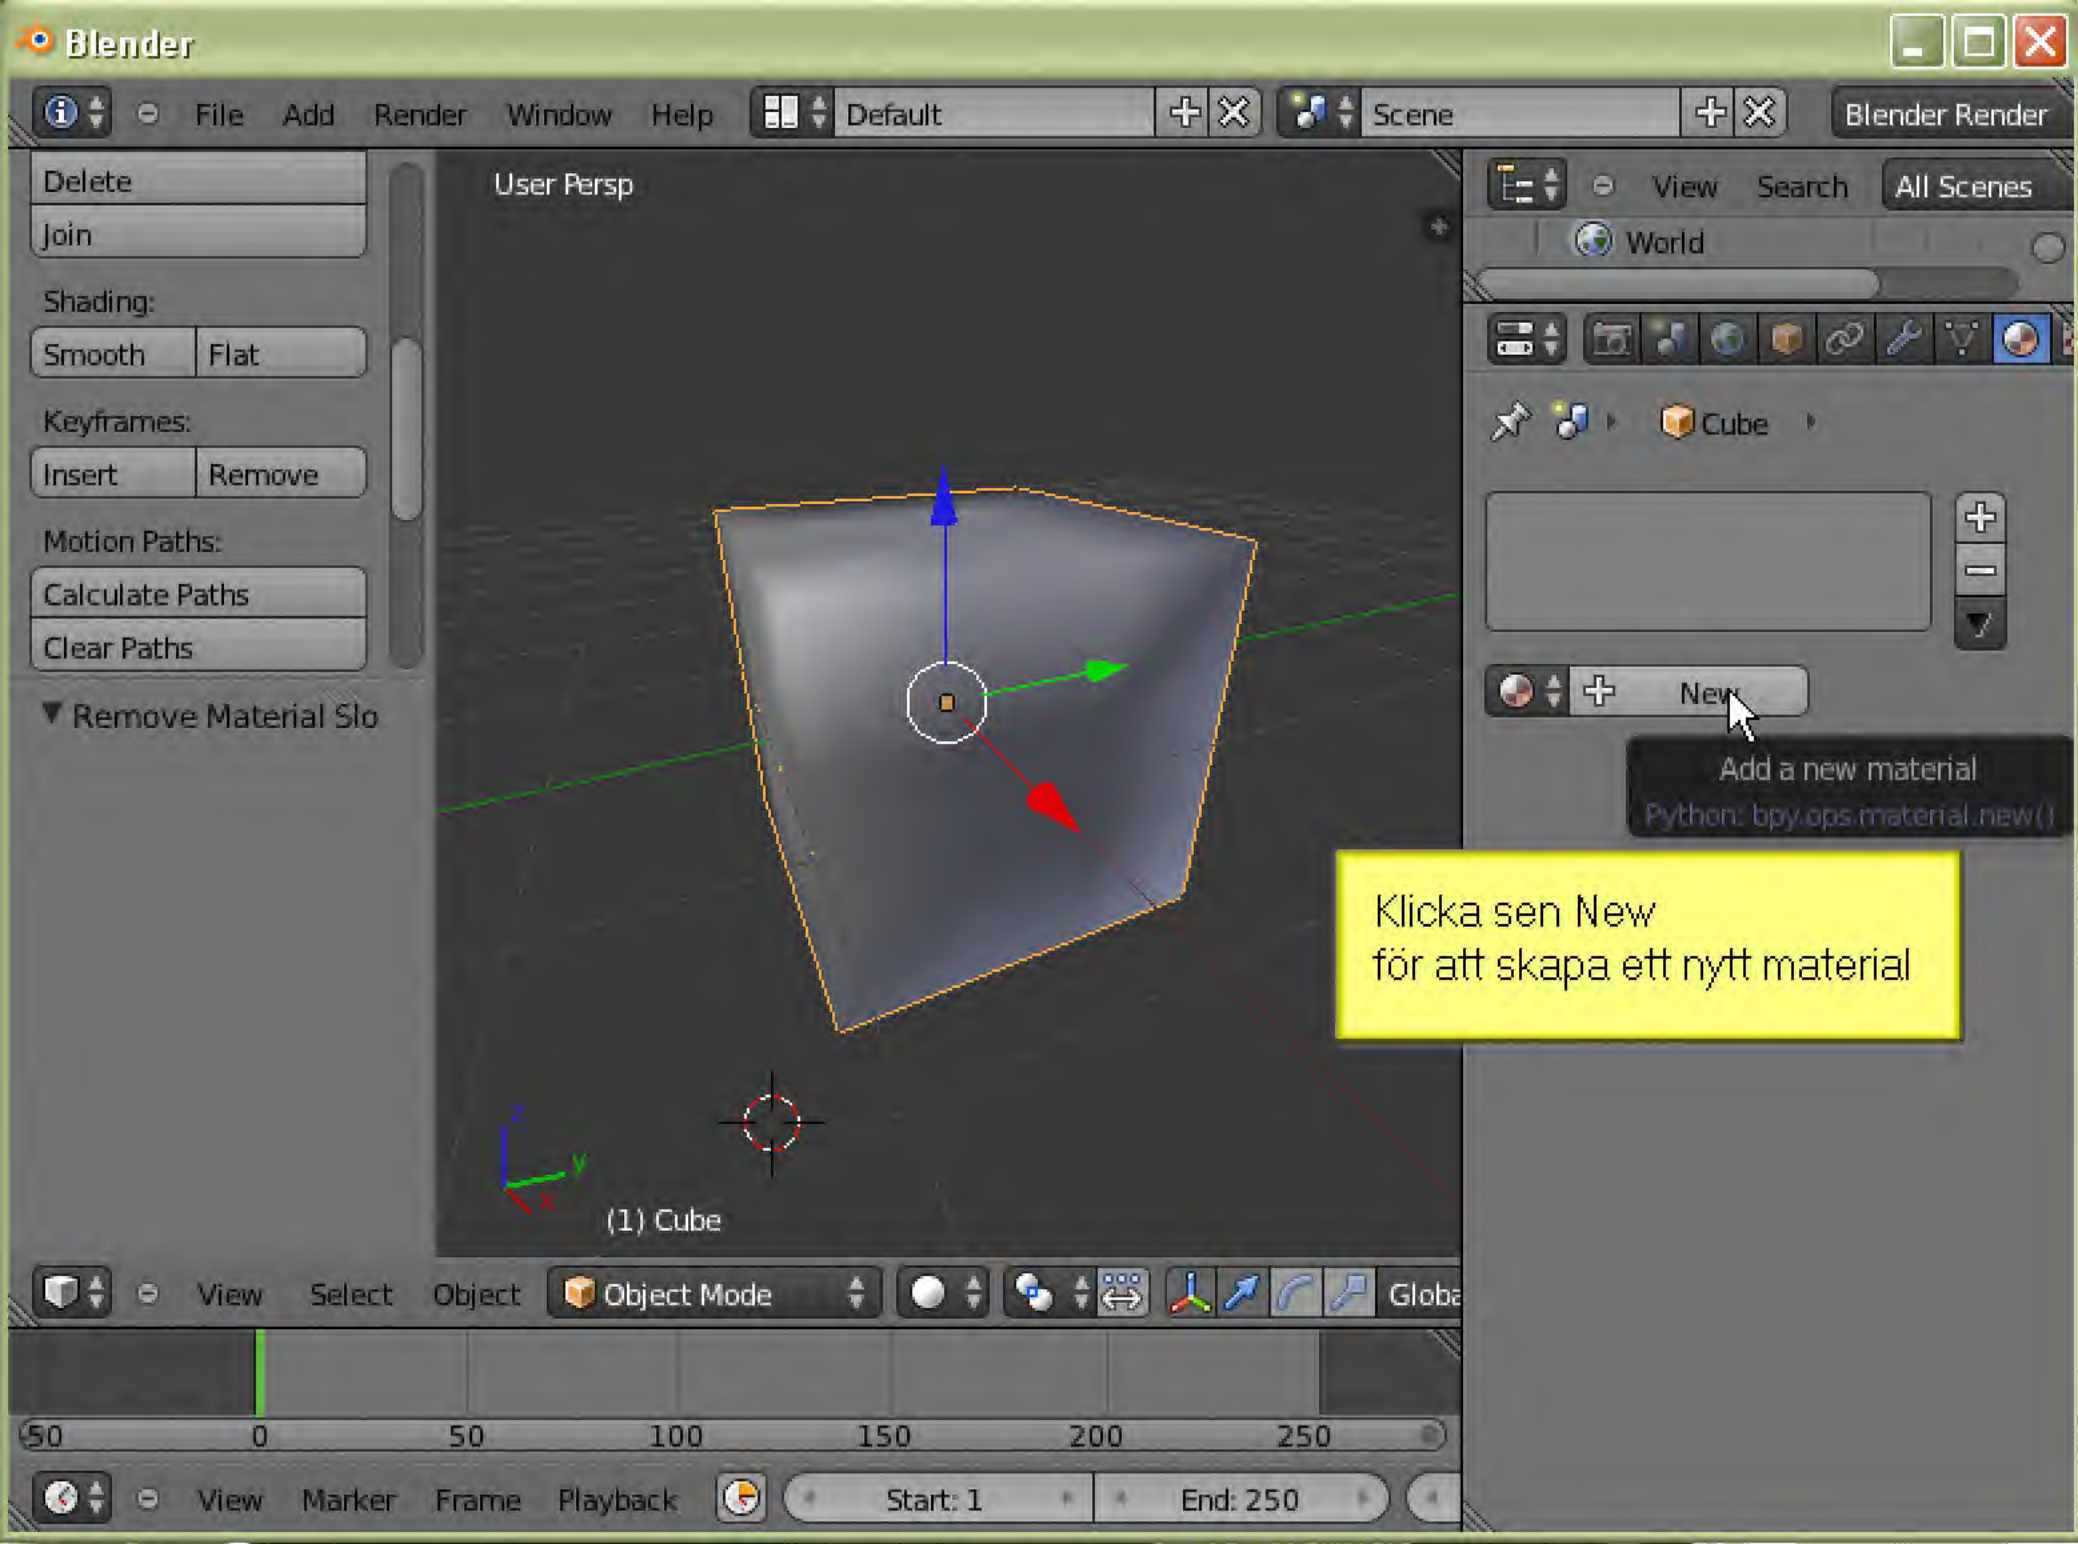 Blender
File Add Render Window Help Default Scene Blender Render
Delete
Join
Shading:
Smooth Flat
Keyframes:
Insert Remove
Motion Paths:
Calculate Paths
Clear Paths
Remove Material Slo
User Persp
z
y
x
(1) Cube
View Search All Scenes
World
Cube
New
Add a new material
Python: bpy.ops.material.new()
Klicka sen New
för att skapa ett nytt material
View Select Object Object Mode Globa
-50 0 50 100 150 200 250
View Marker Frame Playback Start: 1 End: 250